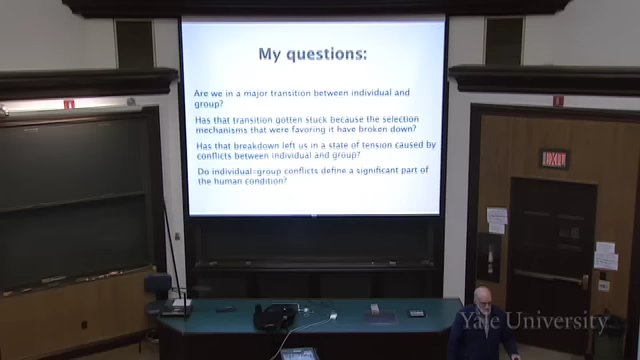 My questions:
Are we in a major transition between individual and
group?
Has that transition gotten stuck because the selection
mechanisms that were favoring it have broken down?
Has that breakdown left us in a state of tension caused by
conflicts between individual and group?
Do individual-group conflicts define a significant part of
the human condition?
EXIT
Yale University